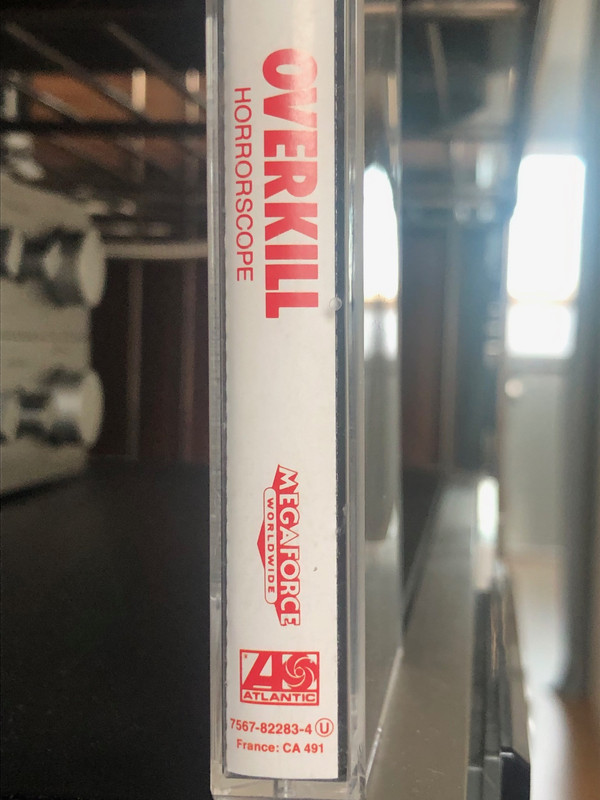 OVERKILL
HORRORSCOPE
MEGAFORCE
WORLDWIDE
ATLANTIC
7567-82283-4 U
France: CA 491